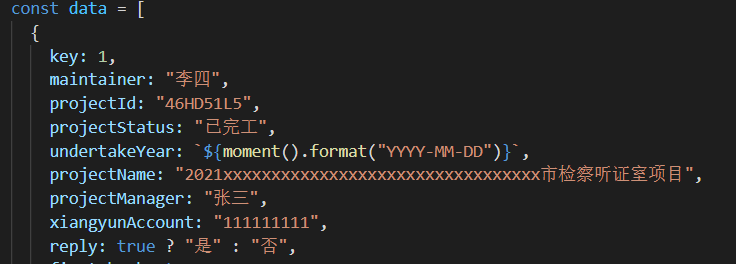 const data = [
{
key: 1,
maintainer: "李四",
projectId: "46HD51L5",
projectStatus: "已完工",
undertakeYear: `${moment().format("YYYY-MM-DD")}`,
projectName: "2021xxxxxxxxxxxxxxxxxxxxxxxxxxxxxxxxx市检察听证室项目",
projectManager: "张三",
xiangyunAccount: "111111111",
reply: true ? "是" : "否",